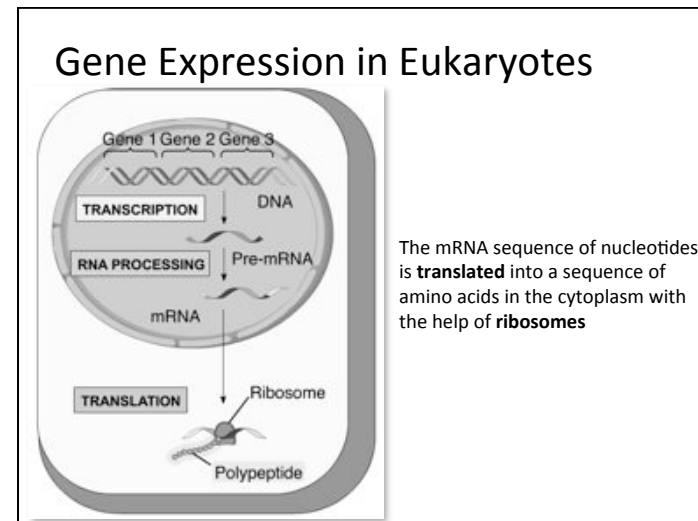 Gene Expression in Eukaryotes
Gene 1 Gene 2 Gene 3
DNA
TRANSCRIPTION
RNA PROCESSING
Pre-mRNA
mRNA
TRANSLATION
Ribosome
Polypeptide
The mRNA sequence of nucleotides
is translated into a sequence of
amino acids in the cytoplasm with
the help of ribosomes